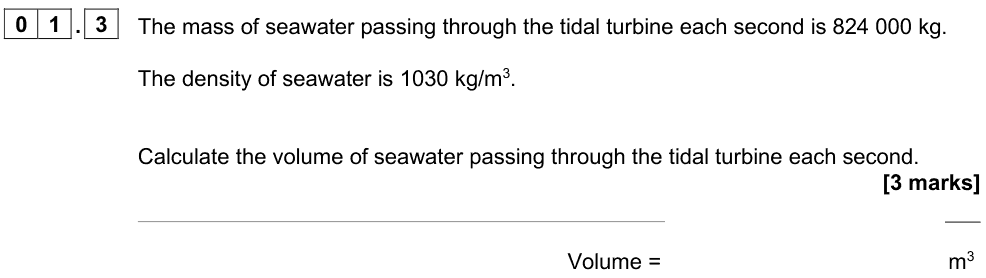 0 1 . 3 The mass of seawater passing through the tidal turbine each second is 824 000 kg.
The density of seawater is 1030 kg/m³.
Calculate the volume of seawater passing through the tidal turbine each second.
[3 marks]
Volume = m³